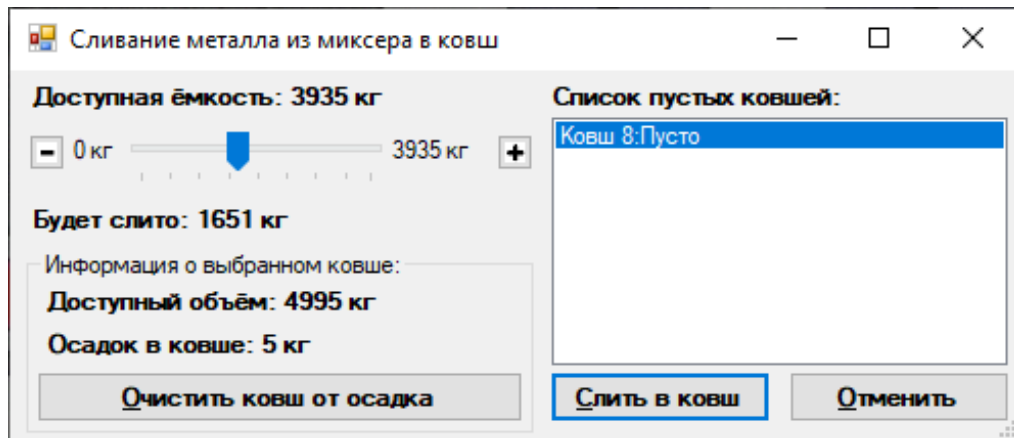 Сливание металла из миксера в ковш
Доступная ёмкость: 3935 кг
0 кг
3935 кг
Будет слито: 1651 кг
Информация о выбранном ковше:
Доступный объём: 4995 кг
Осадок в ковше: 5 кг
Очистить ковш от осадка
Список пустых ковшей:
Ковш 8:Пусто
Слить в ковш
Отменить